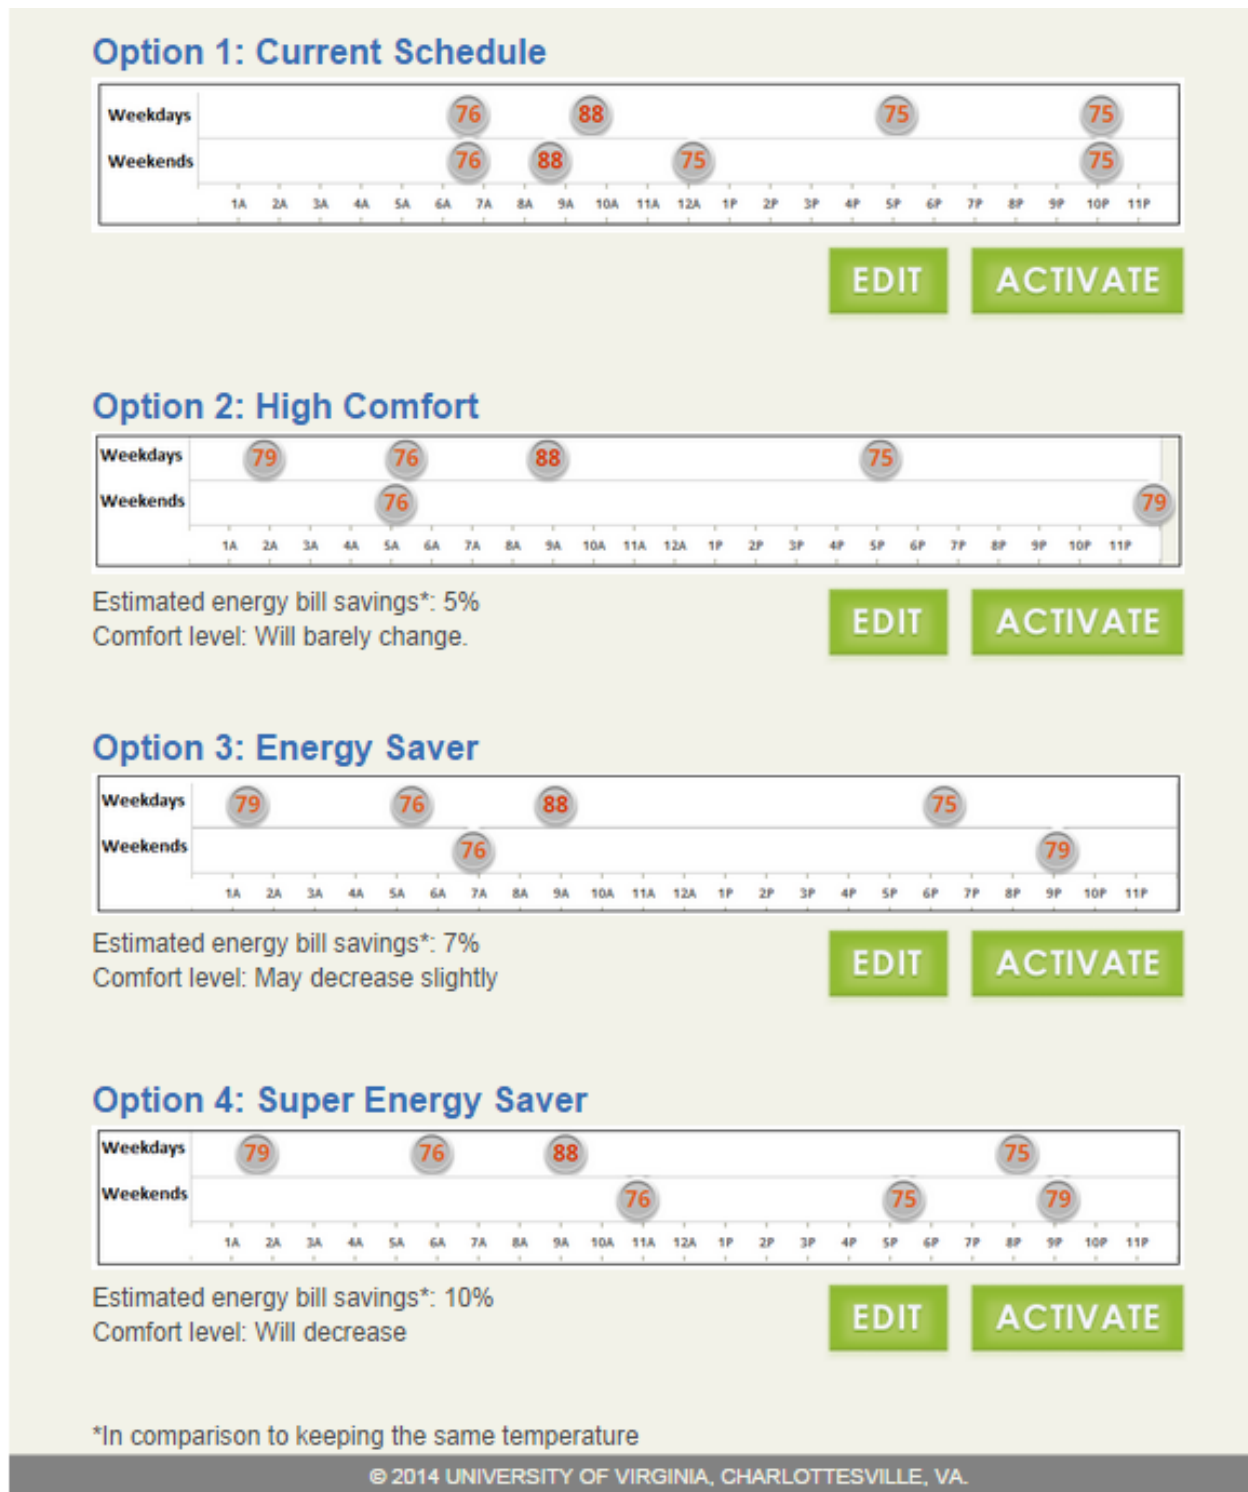 Option 1: Current Schedule
Weekdays 76 88 75 75
Weekends 76 88 75 75
1A 2A 3A 4A 5A 6A 7A 8A 9A 10A 11A 12A 1P 2P 3P 4P 5P 6P 7P 8P 9P 10P 11P
EDIT ACTIVATE
Option 2: High Comfort
Weekdays 79 76 88 75
Weekends 76 79
1A 2A 3A 4A 5A 6A 7A 8A 9A 10A 11A 12A 1P 2P 3P 4P 5P 6P 7P 8P 9P 10P 11P
Estimated energy bill savings*: 5%
Comfort level: Will barely change.
EDIT ACTIVATE
Option 3: Energy Saver
Weekdays 79 76 88 75
Weekends 76 79
1A 2A 3A 4A 5A 6A 7A 8A 9A 10A 11A 12A 1P 2P 3P 4P 5P 6P 7P 8P 9P 10P 11P
Estimated energy bill savings*: 7%
Comfort level: May decrease slightly
EDIT ACTIVATE
Option 4: Super Energy Saver
Weekdays 79 76 88 75
Weekends 76 75 79
1A 2A 3A 4A 5A 6A 7A 8A 9A 10A 11A 12A 1P 2P 3P 4P 5P 6P 7P 8P 9P 10P 11P
Estimated energy bill savings*: 10%
Comfort level: Will decrease
EDIT ACTIVATE
*In comparison to keeping the same temperature
© 2014 UNIVERSITY OF VIRGINIA, CHARLOTTESVILLE, VA.